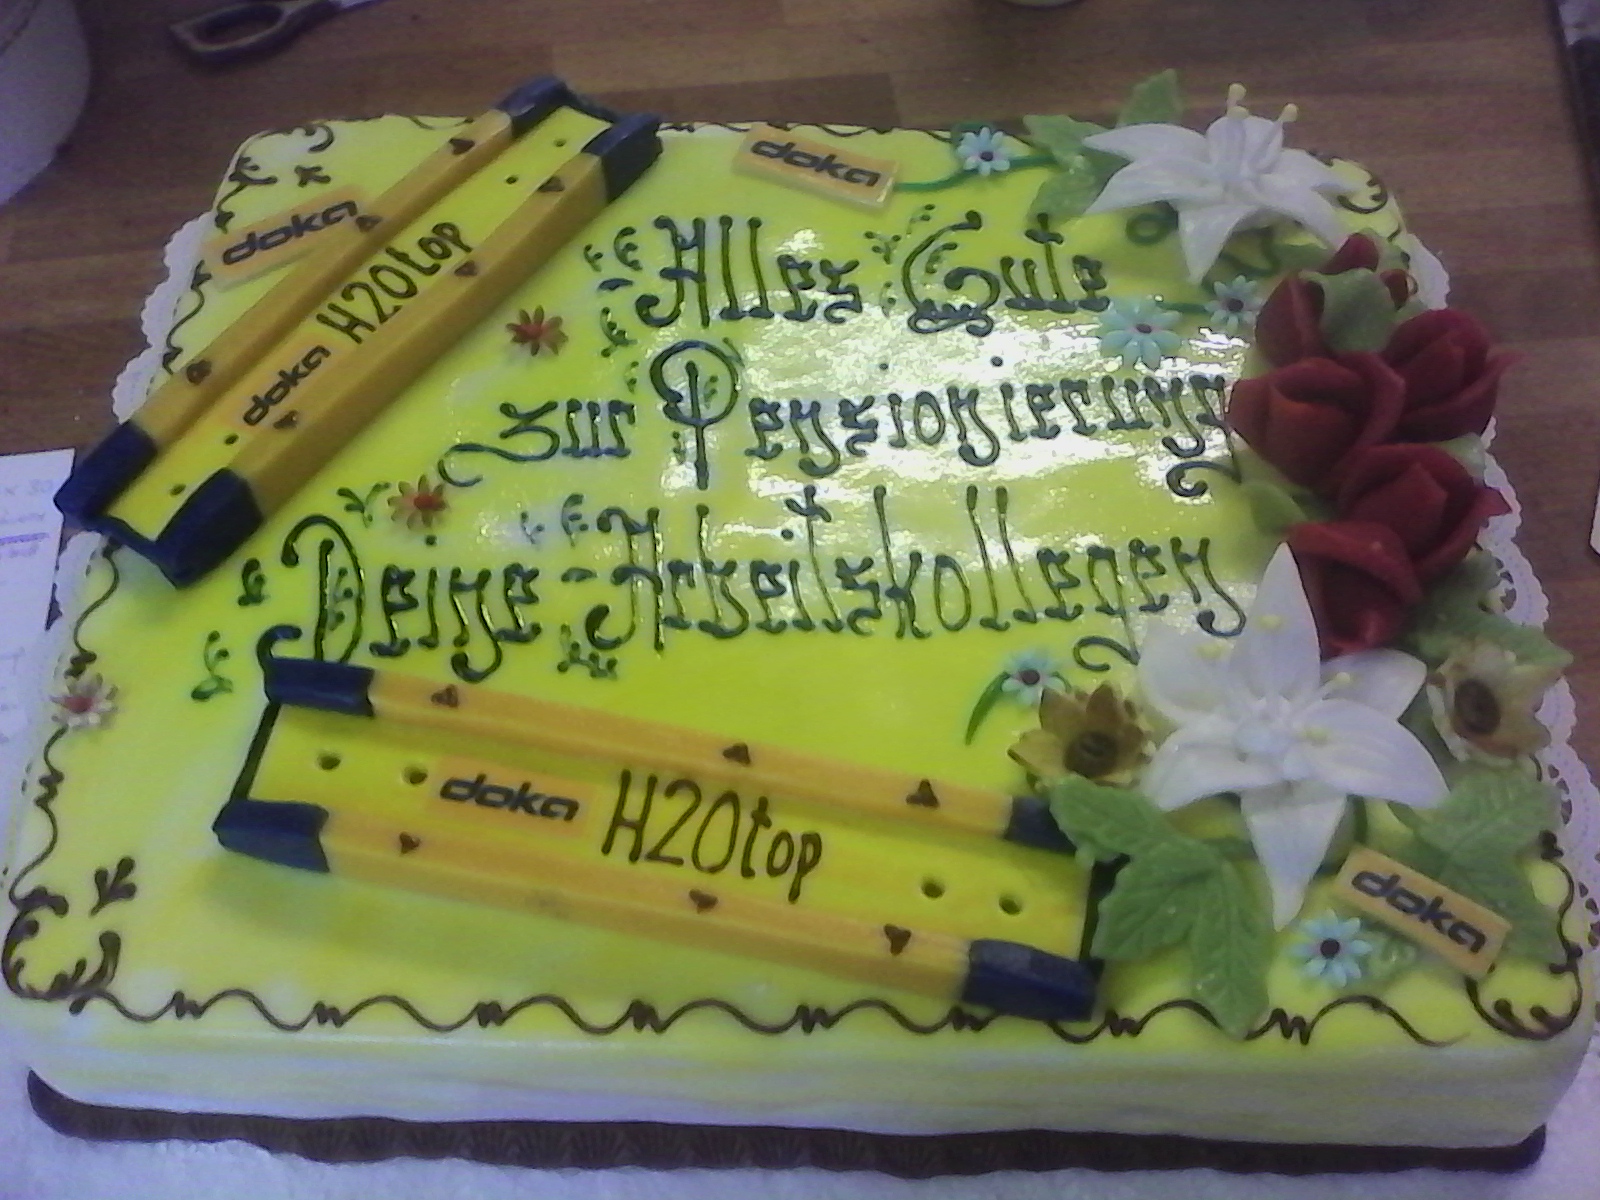 doka
doka
doka H20top
Alles Gute
zur Pensionierung
Deine Arbeitskollegen
doka H20top
doka